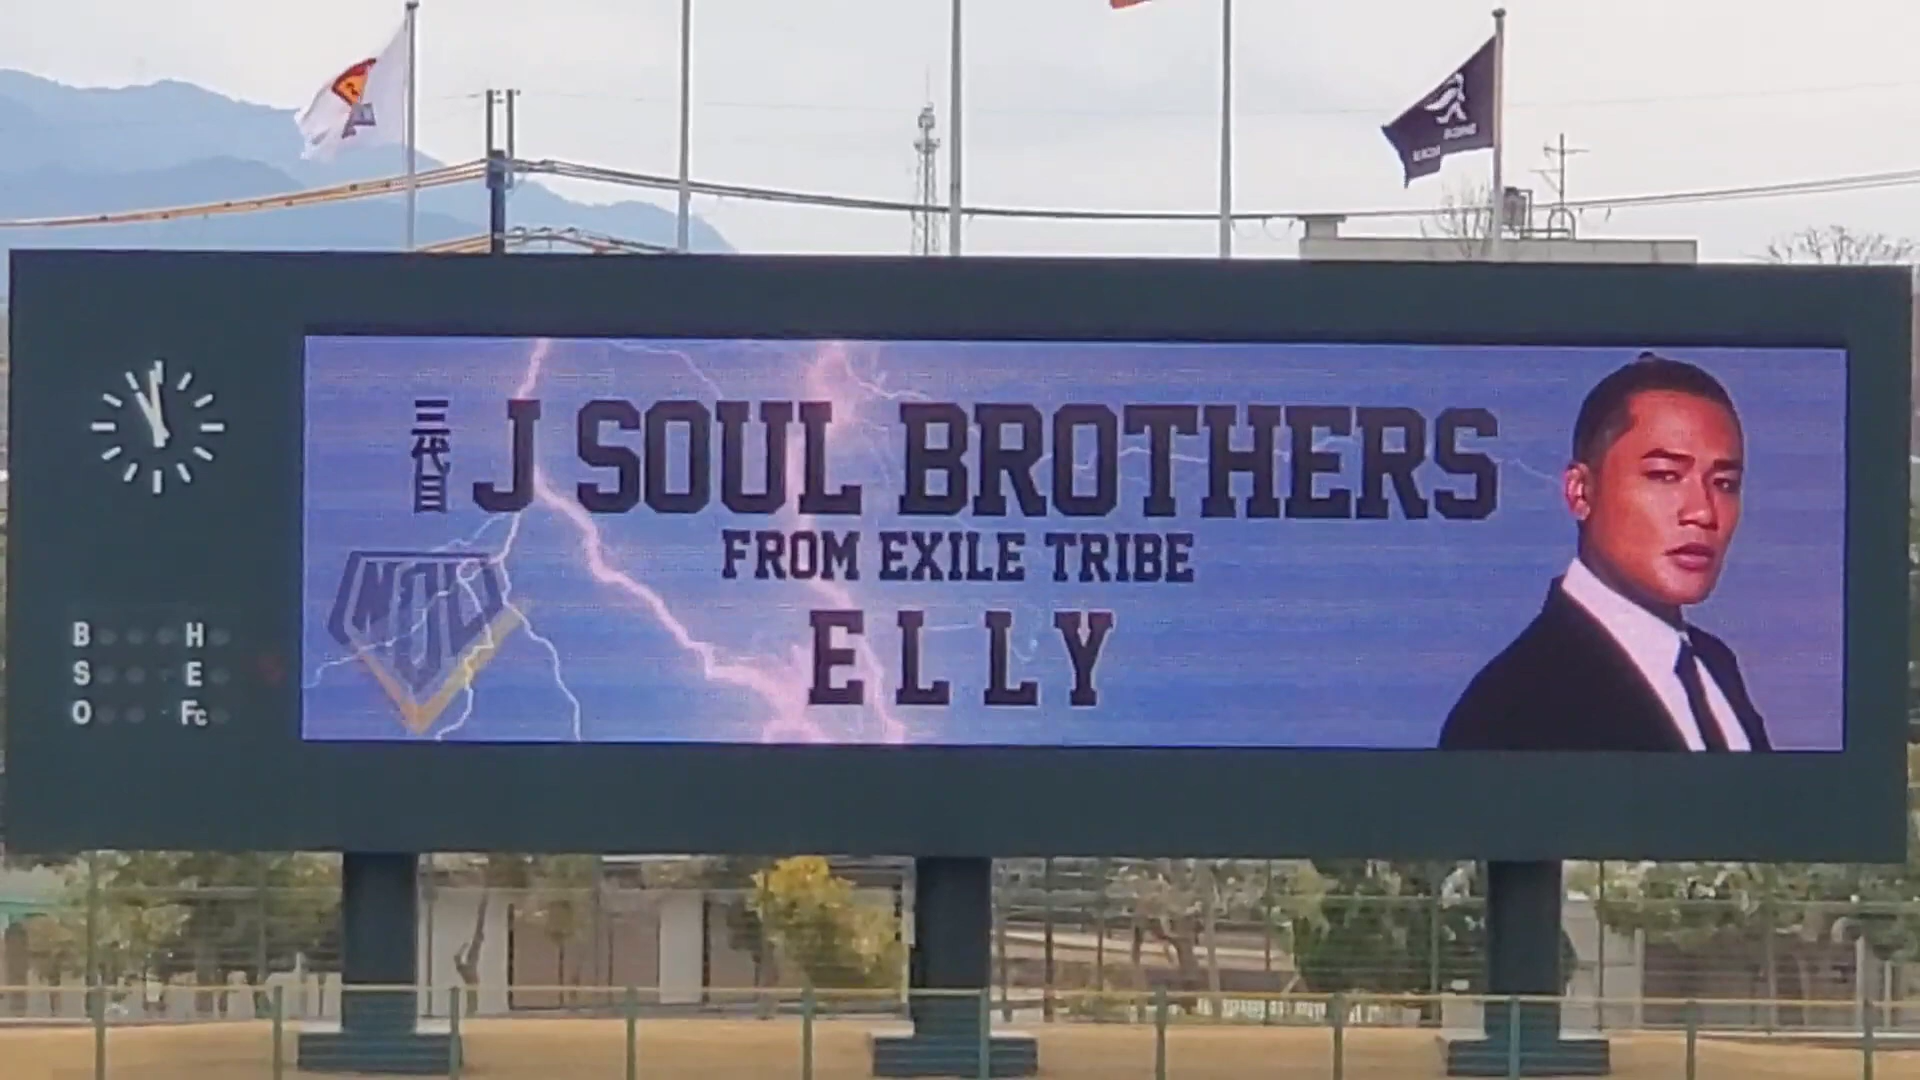 三代目 J SOUL BROTHERS
FROM EXILE TRIBE
ELLY
B H
S E
O Fc